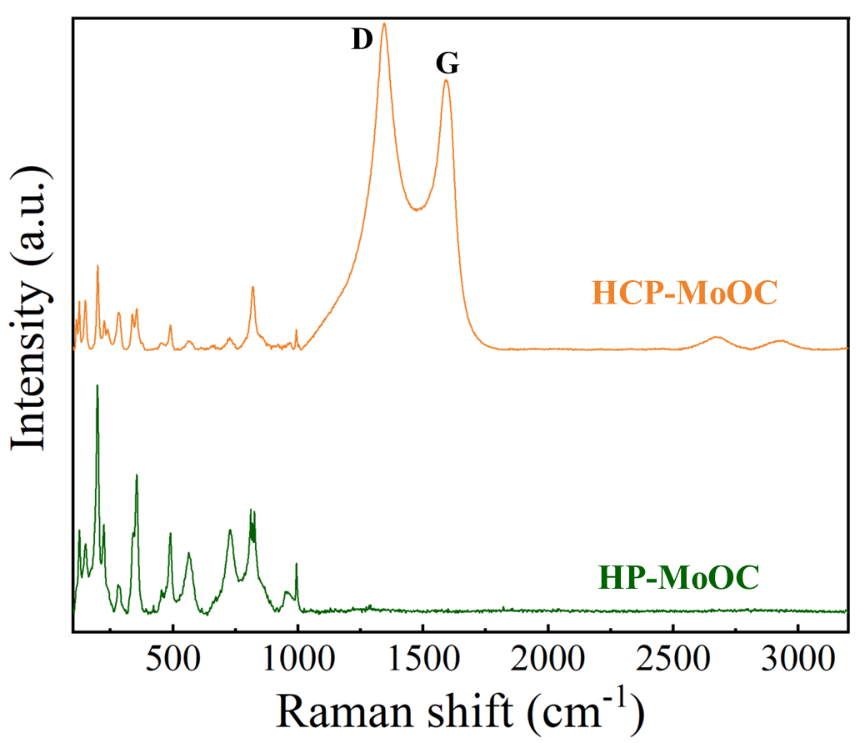 D
G
HCP-MoOC
HP-MoOC
Intensity (a.u.)
500 1000 1500 2000 2500 3000
Raman shift (cm⁻¹)